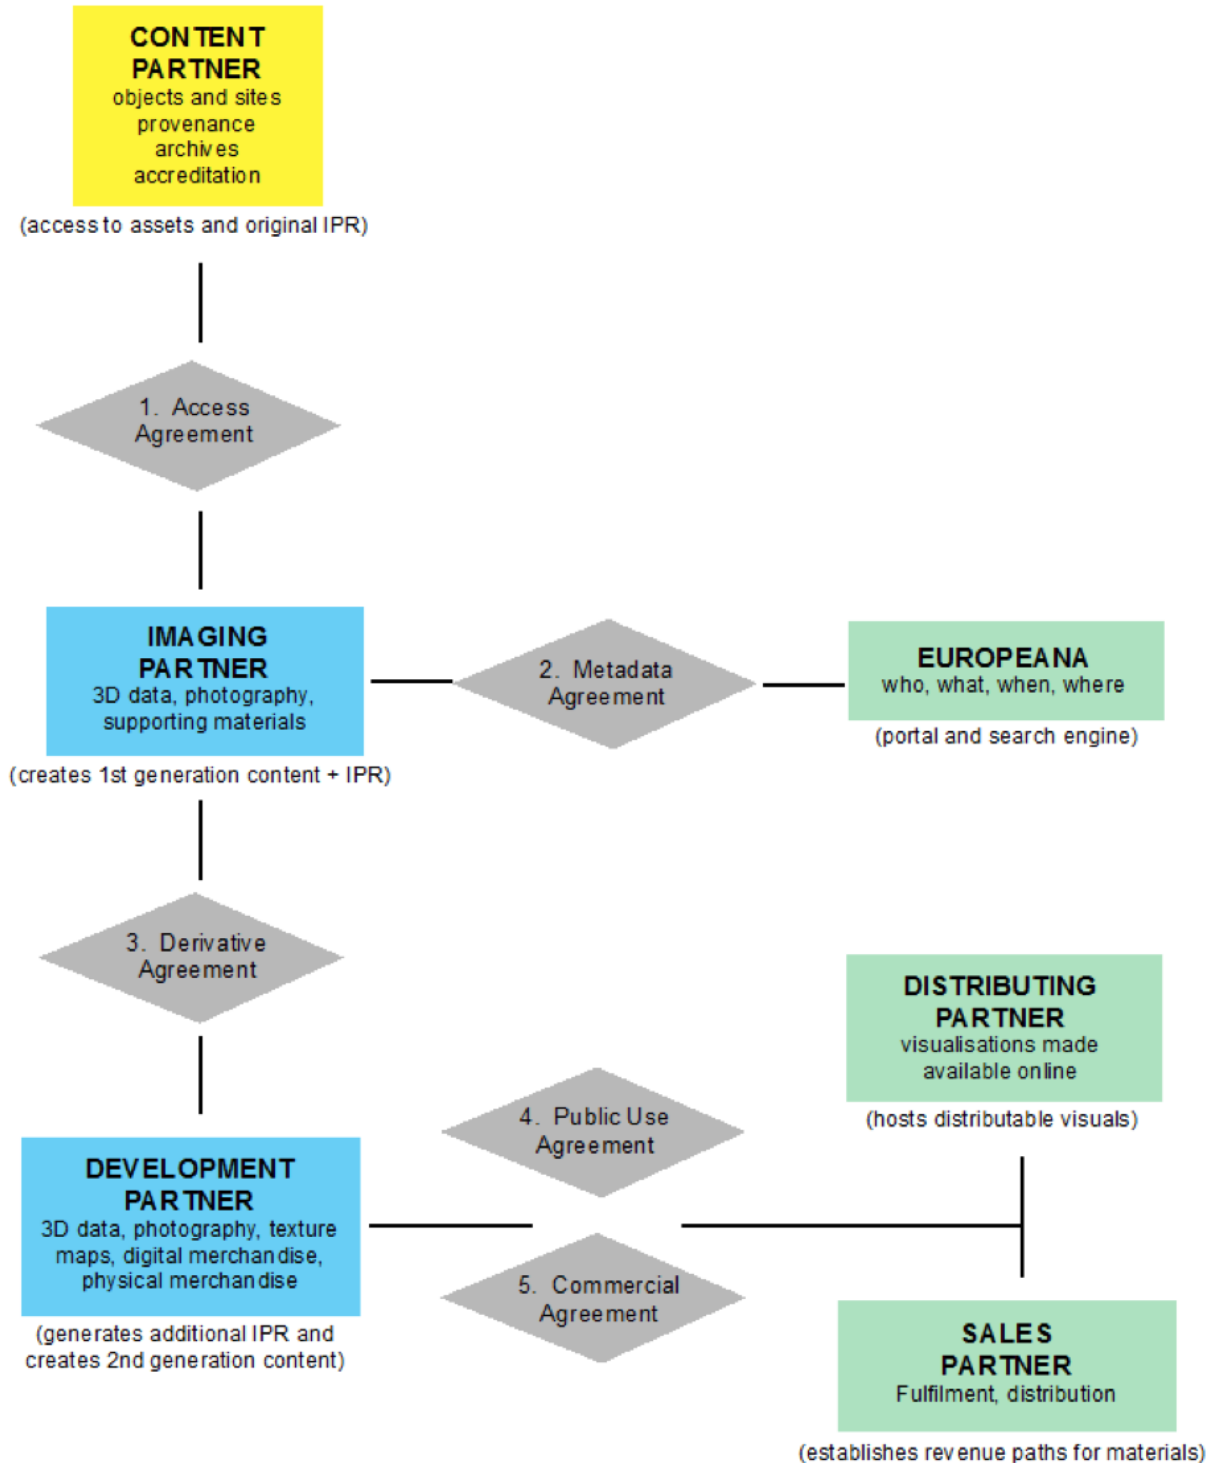 CONTENT
PARTNER
objects and sites
provenance
archives
accreditation
(access to assets and original IPR)
1. Access
Agreement
IMAGING
PARTNER
3D data, photography,
supporting materials
(creates 1st generation content + IPR)
2. Metadata
Agreement
EUROPEANA
who, what, when, where
(portal and search engine)
3. Derivative
Agreement
DEVELOPMENT
PARTNER
3D data, photography, texture
maps, digital merchandise,
physical merchandise
(generates additional IPR and
creates 2nd generation content)
4. Public Use
Agreement
5. Commercial
Agreement
DISTRIBUTING
PARTNER
visualisations made
available online
(hosts distributable visuals)
SALES
PARTNER
Fulfilment, distribution
(establishes revenue paths for materials)